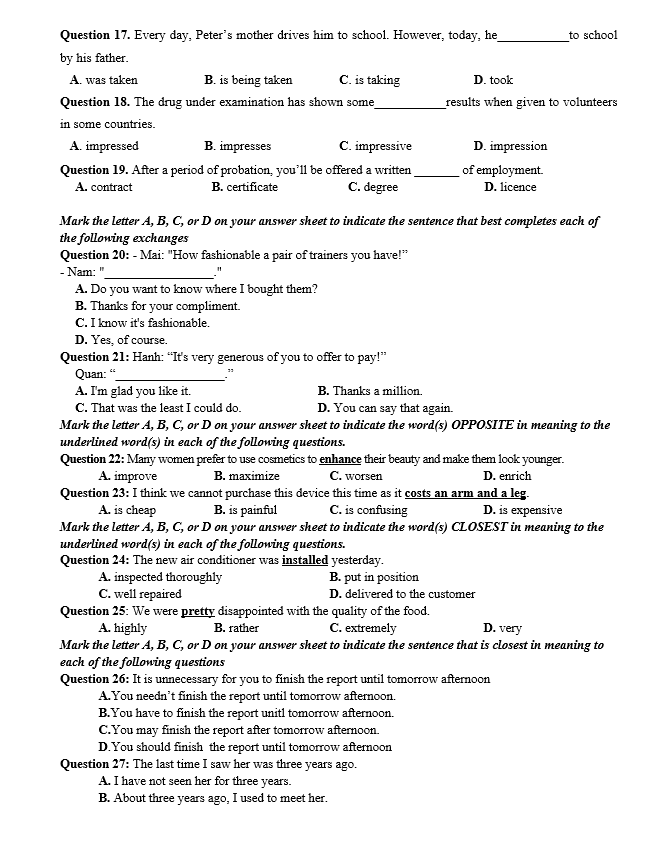 Question 17. Every day, Peter's mother drives him to school. However, today, he___________to school
by his father.
A. was taken B. is being taken C. is taking D. took
Question 18. The drug under examination has shown some___________results when given to volunteers
in some countries.
A. impressed B. impresses C. impressive D. impression
Question 19. After a period of probation, you'll be offered a written _______ of employment.
A. contract B. certificate C. degree D. licence
Mark the letter A, B, C, or D on your answer sheet to indicate the sentence that best completes each of
the following exchanges
Question 20: - Mai: "How fashionable a pair of trainers you have!"
- Nam: "_________________."
A. Do you want to know where I bought them?
B. Thanks for your compliment.
C. I know it's fashionable.
D. Yes, of course.
Question 21: Hanh: "It's very generous of you to offer to pay!"
Quan: "_________________."
A. I'm glad you like it. B. Thanks a million.
C. That was the least I could do. D. You can say that again.
Mark the letter A, B, C, or D on your answer sheet to indicate the word(s) OPPOSITE in meaning to the
underlined word(s) in each of the following questions.
Question 22: Many women prefer to use cosmetics to enhance their beauty and make them look younger.
A. improve B. maximize C. worsen D. enrich
Question 23: I think we cannot purchase this device this time as it costs an arm and a leg.
A. is cheap B. is painful C. is confusing D. is expensive
Mark the letter A, B, C, or D on your answer sheet to indicate the word(s) CLOSEST in meaning to the
underlined word(s) in each of the following questions.
Question 24: The new air conditioner was installed yesterday.
A. inspected thoroughly B. put in position
C. well repaired D. delivered to the customer
Question 25: We were pretty disappointed with the quality of the food.
A. highly B. rather C. extremely D. very
Mark the letter A, B, C, or D on your answer sheet to indicate the sentence that is closest in meaning to
each of the following questions
Question 26: It is unnecessary for you to finish the report until tomorrow afternoon
A.You needn't finish the report until tomorrow afternoon.
B.You have to finish the report unitl tomorrow afternoon.
C.You may finish the report after tomorrow afternoon.
D.You should finish the report until tomorrow afternoon
Question 27: The last time I saw her was three years ago.
A. I have not seen her for three years.
B. About three years ago, I used to meet her.